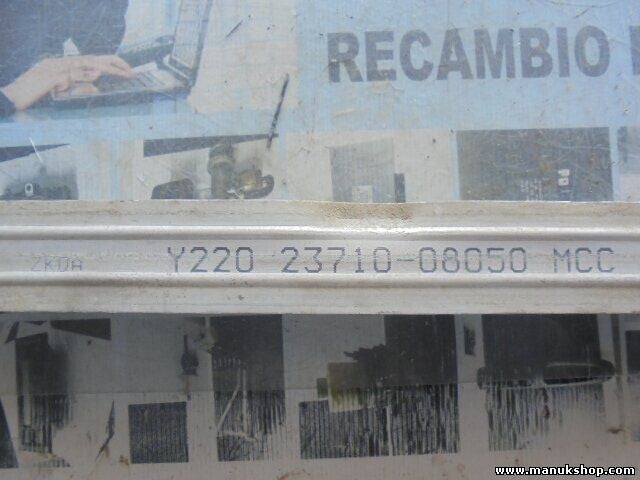 RECAMBIO
ZKDA Y220 23710-08050 MCC
www.manukshop.com